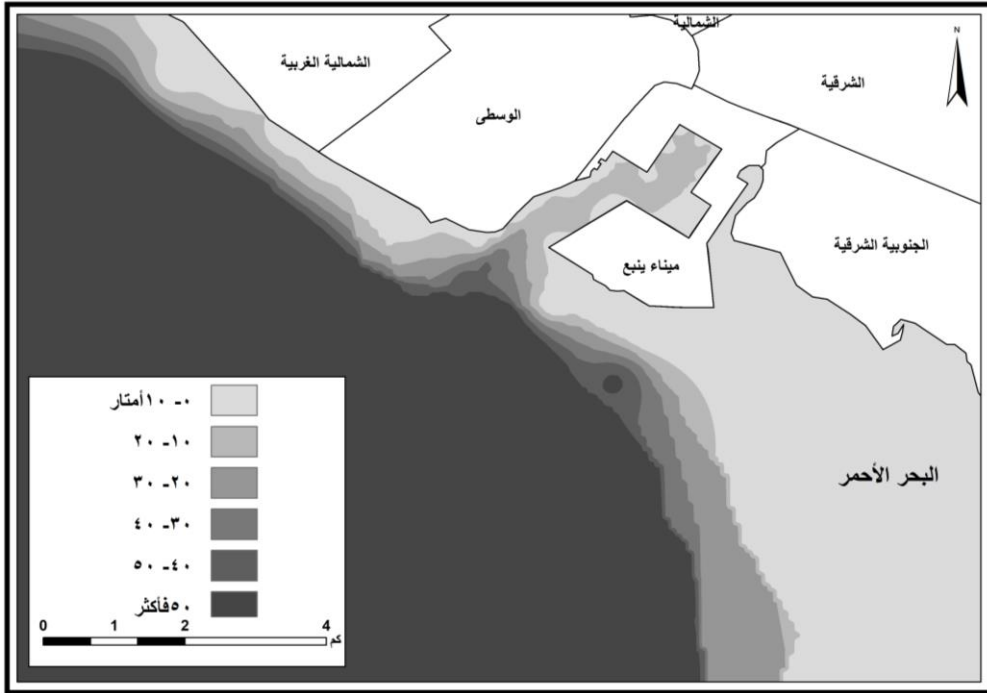 الشمالية
N
الشمالية الغربية
الشرقية
الوسطى
الجنوبية الشرقية
ميناء ينبع
البحر الأحمر
٠- ١٠أمتار
١٠- ٢٠
٢٠- ٣٠
٣٠- ٤٠
٤٠- ٥٠
٥٠فأكثر
0 1 2 4
كم